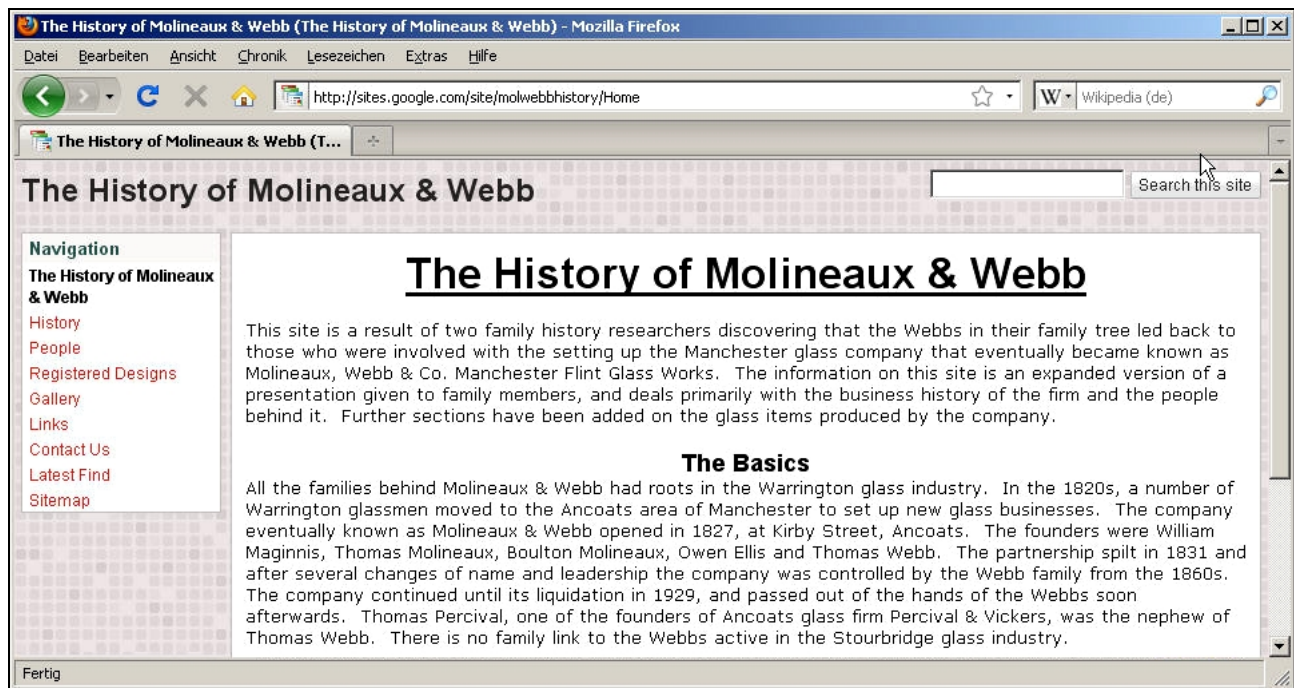 The History of Molineaux & Webb (The History of Molineaux & Webb) - Mozilla Firefox
Datei Bearbeiten Ansicht Chronik Lesezeichen Extras Hilfe
http://sites.google.com/site/molwebbhistory/Home
W Wikipedia (de)
The History of Molineaux & Webb (T...
The History of Molineaux & Webb
Search this site
Navigation
The History of Molineaux
& Webb
History
People
Registered Designs
Gallery
Links
Contact Us
Latest Find
Sitemap
The History of Molineaux & Webb
This site is a result of two family history researchers discovering that the Webbs in their family tree led back to
those who were involved with the setting up the Manchester glass company that eventually became known as
Molineaux, Webb & Co. Manchester Flint Glass Works. The information on this site is an expanded version of a
presentation given to family members, and deals primarily with the business history of the firm and the people
behind it. Further sections have been added on the glass items produced by the company.
The Basics
All the families behind Molineaux & Webb had roots in the Warrington glass industry. In the 1820s, a number of
Warrington glassmen moved to the Ancoats area of Manchester to set up new glass businesses. The company
eventually known as Molineaux & Webb opened in 1827, at Kirby Street, Ancoats. The founders were William
Maginnis, Thomas Molineaux, Boulton Molineaux, Owen Ellis and Thomas Webb. The partnership spilt in 1831 and
after several changes of name and leadership the company was controlled by the Webb family from the 1860s.
The company continued until its liquidation in 1929, and passed out of the hands of the Webbs soon
afterwards. Thomas Percival, one of the founders of Ancoats glass firm Percival & Vickers, was the nephew of
Thomas Webb. There is no family link to the Webbs active in the Stourbridge glass industry.
Fertig